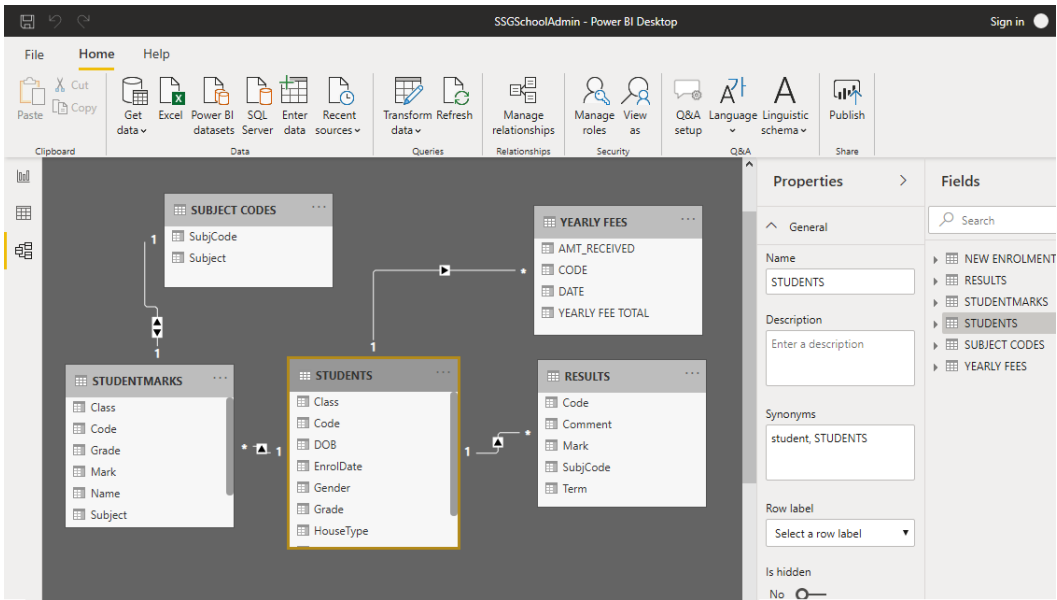 SSGSchoolAdmin - Power BI Desktop
Sign in
File
Home
Help
Paste
Cut
Copy
Get data
Excel
Power BI datasets
SQL Server
Enter data
Recent sources
Transform data
Refresh
Manage relationships
Manage roles
View as
Q&A setup
Language
Linguistic schema
Publish
Clipboard
Data
Queries
Relationships
Security
Q&A
Share
SUBJECT CODES
SubjCode
Subject
1
1
YEARLY FEES
AMT_RECEIVED
CODE
DATE
YEARLY FEE TOTAL
*
1
STUDENTMARKS
Class
Code
Grade
Mark
Name
Subject
*
1
STUDENTS
Class
Code
DOB
EnrolDate
Gender
Grade
HouseType
1
*
RESULTS
Code
Comment
Mark
SubjCode
Term
Properties
General
Name
STUDENTS
Description
Enter a description
Synonyms
student, STUDENTS
Row label
Select a row label
Is hidden
No
Fields
Search
NEW ENROLMENT
RESULTS
STUDENTMARKS
STUDENTS
SUBJECT CODES
YEARLY FEES